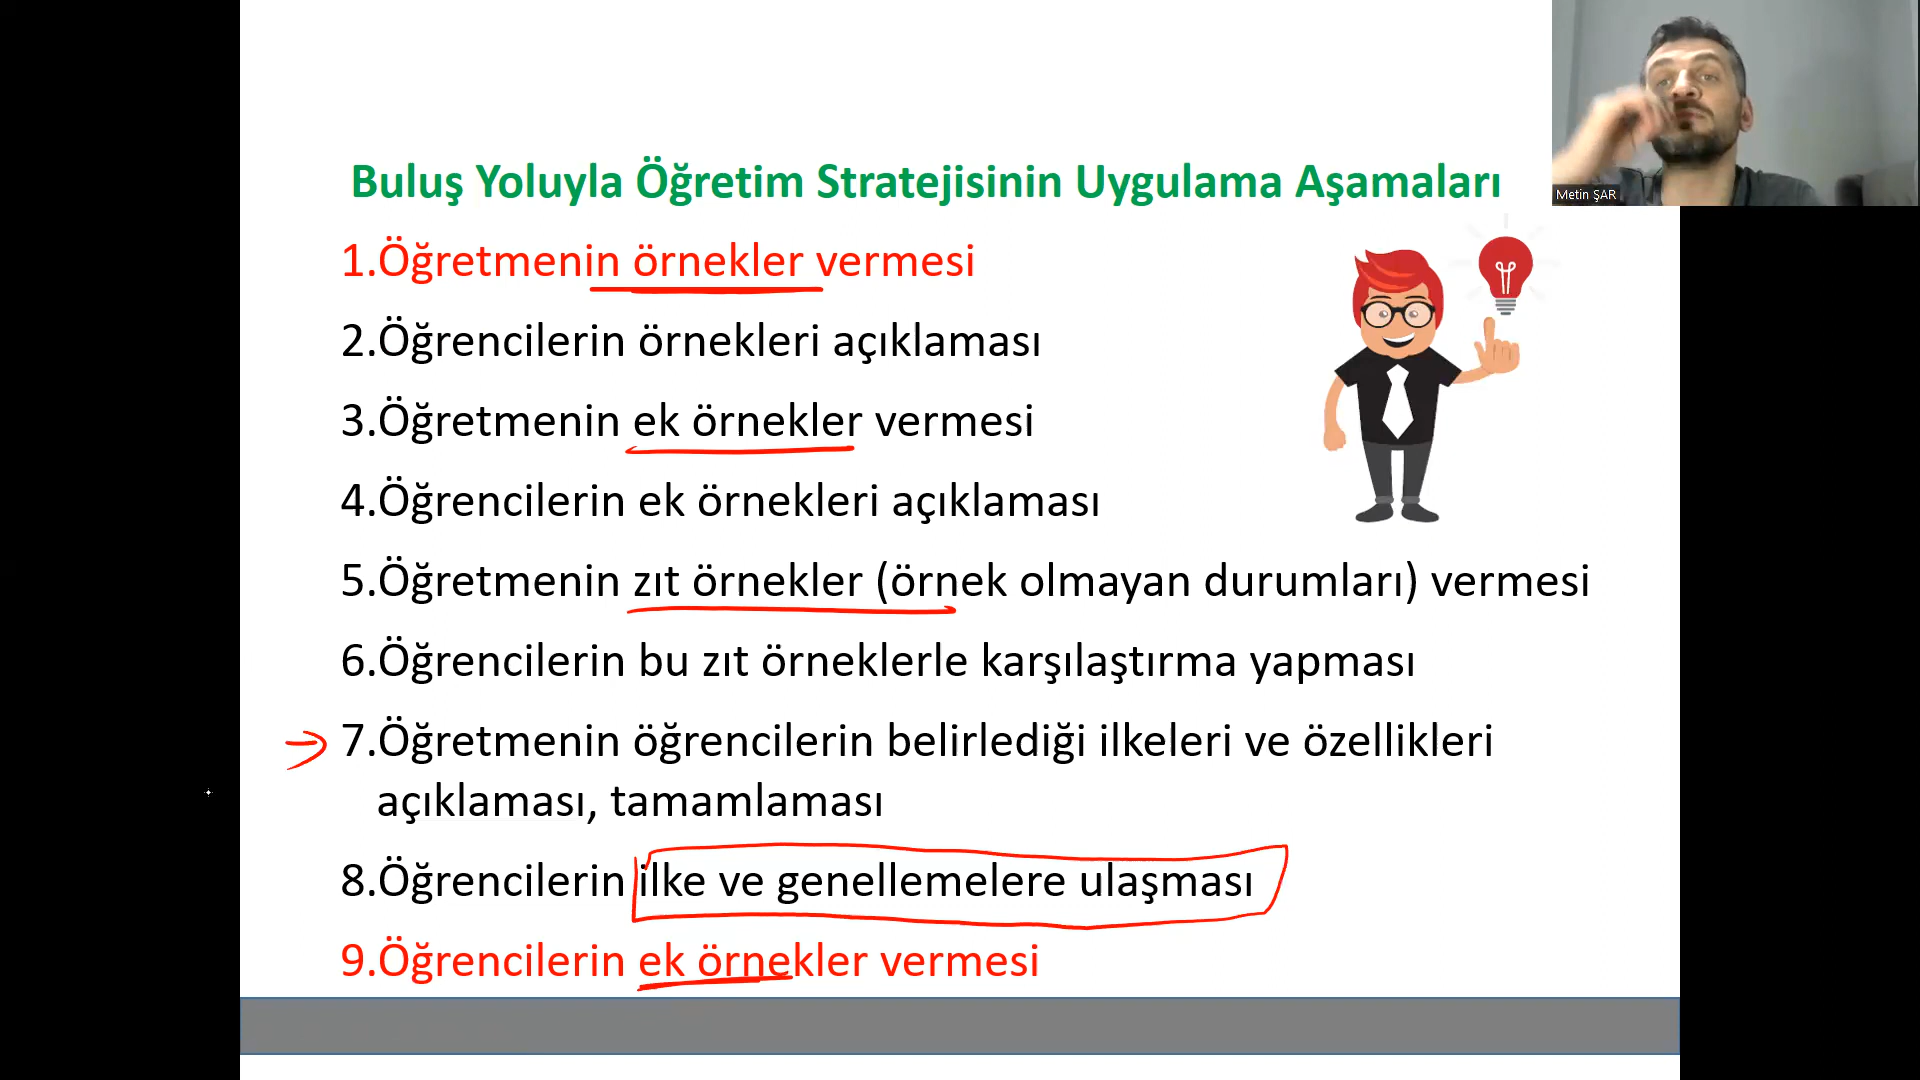 Metin ŞAR
Buluş Yoluyla Öğretim Stratejisinin Uygulama Aşamaları
1.Öğretmenin örnekler vermesi
2.Öğrencilerin örnekleri açıklaması
3.Öğretmenin ek örnekler vermesi
4.Öğrencilerin ek örnekleri açıklaması
5.Öğretmenin zıt örnekler (örnek olmayan durumları) vermesi
6.Öğrencilerin bu zıt örneklerle karşılaştırma yapması
7.Öğretmenin öğrencilerin belirlediği ilkeleri ve özellikleri
açıklaması, tamamlaması
8.Öğrencilerin ilke ve genellemelere ulaşması
9.Öğrencilerin ek örnekler vermesi